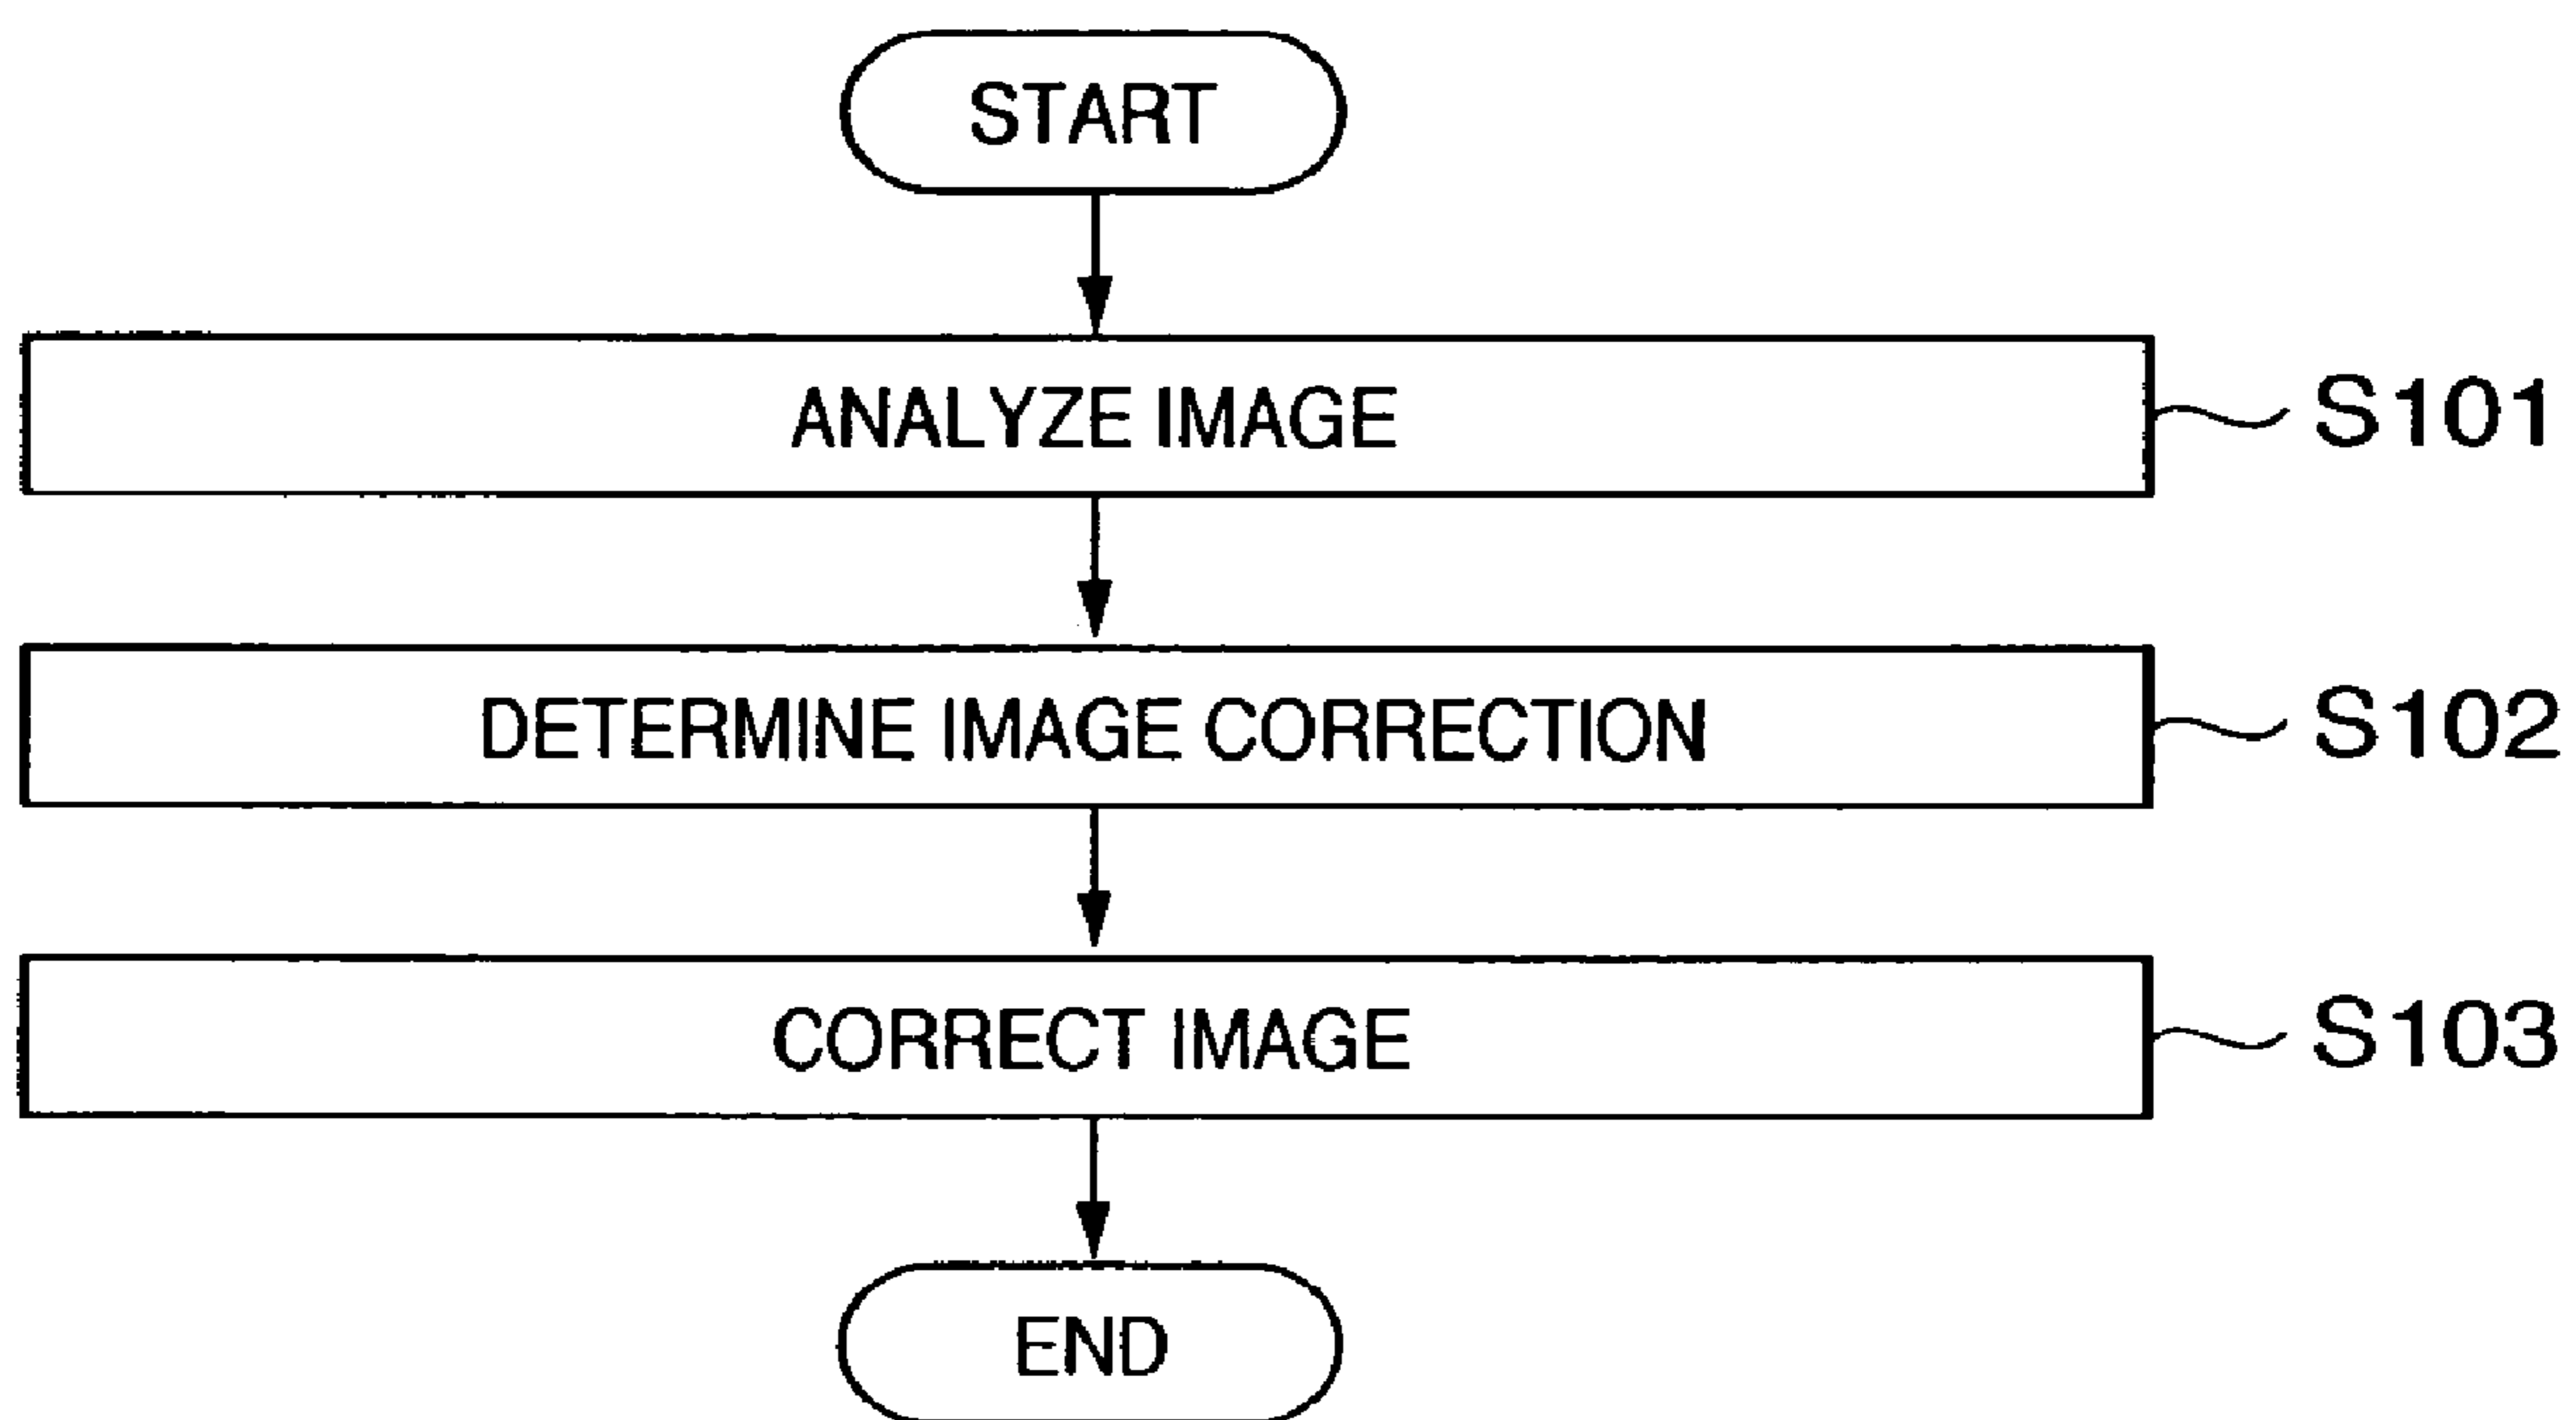 START
ANALYZE IMAGE
S101
DETERMINE IMAGE CORRECTION
S102
CORRECT IMAGE
S103
END